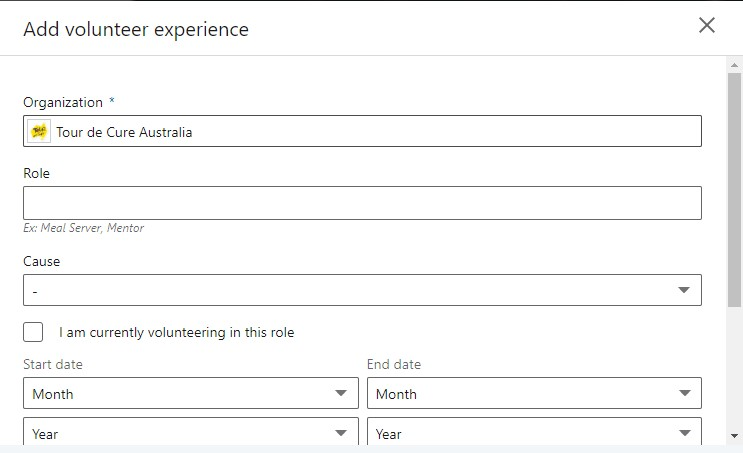 Add volunteer experience
Organization *
Tour de Cure Australia
Role
Ex: Meal Server, Mentor
Cause
-
I am currently volunteering in this role
Start date End date
Month Month
Year Year